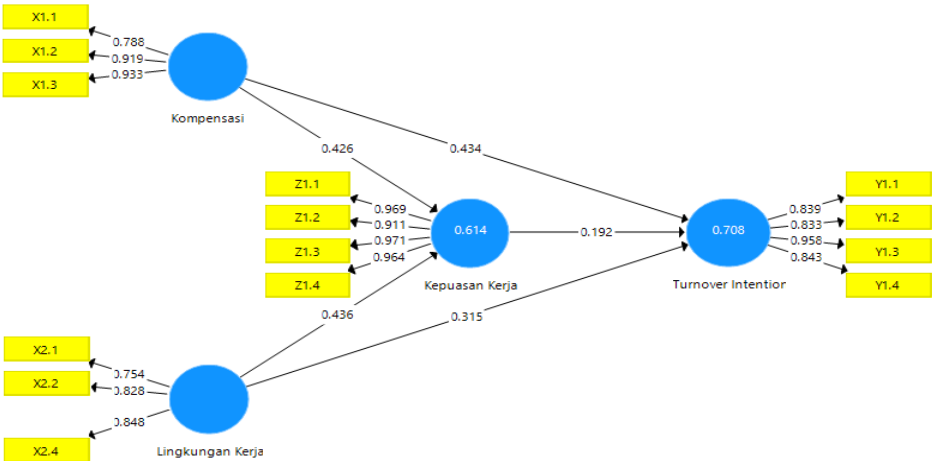 X1.1
X1.2
X1.3
0.788
0.919
0.933
Kompensasi
0.426
0.434
Z1.1
Z1.2
Z1.3
Z1.4
0.969
0.911
0.971
0.964
0.614
Kepuasan Kerja
0.192
0.708
Turnover Intentior
0.839
0.833
0.958
0.843
Y1.1
Y1.2
Y1.3
Y1.4
0.436
0.315
X2.1
X2.2
X2.4
0.754
0.828
0.848
Lingkungan Kerja